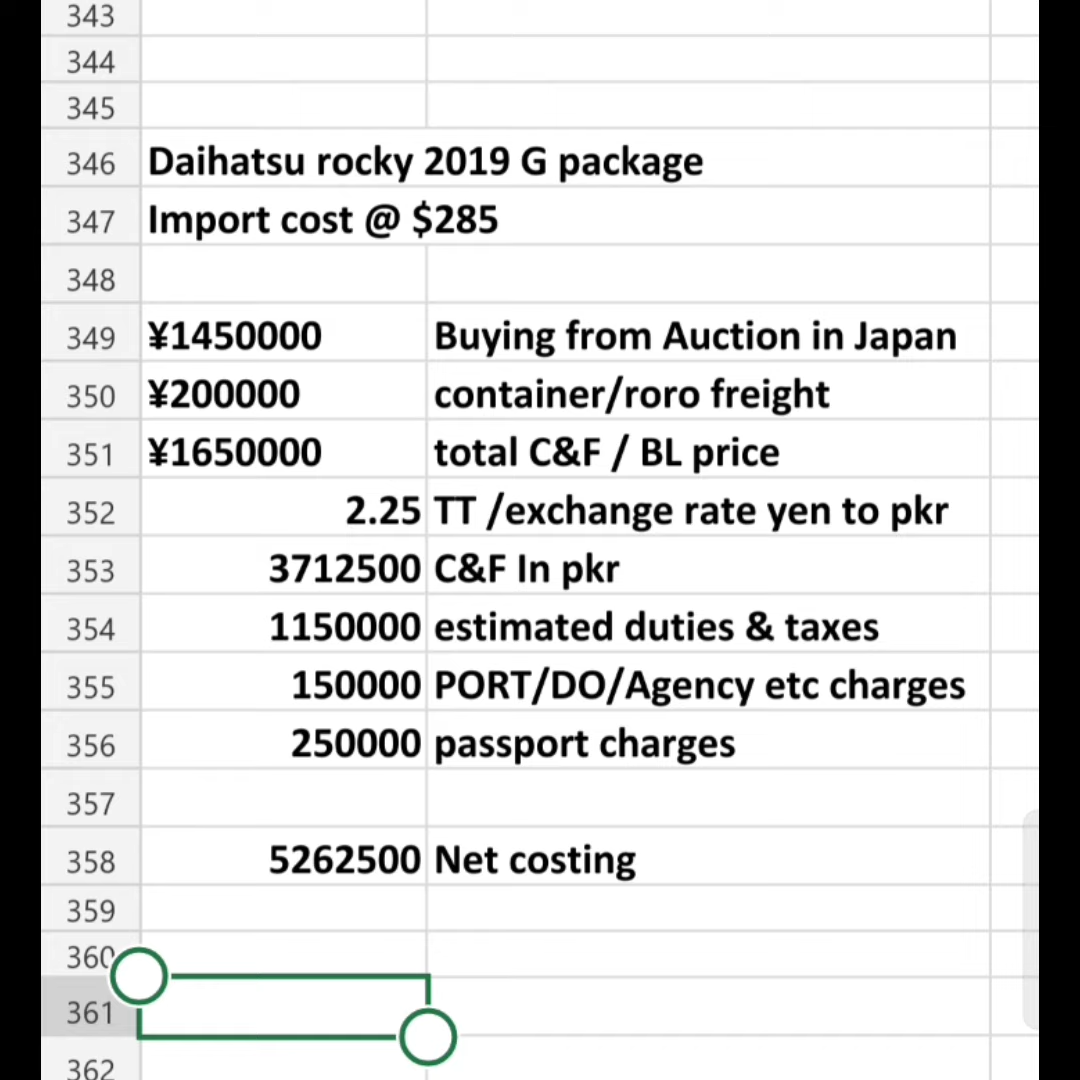 343
344
345
346 Daihatsu rocky 2019 G package
347 Import cost @ $285
348
349 ¥1450000 Buying from Auction in Japan
350 ¥200000 container/roro freight
351 ¥1650000 total C&F / BL price
352 2.25 TT /exchange rate yen to pkr
353 3712500 C&F In pkr
354 1150000 estimated duties & taxes
355 150000 PORT/DO/Agency etc charges
356 250000 passport charges
357
358 5262500 Net costing
359
360
361
362